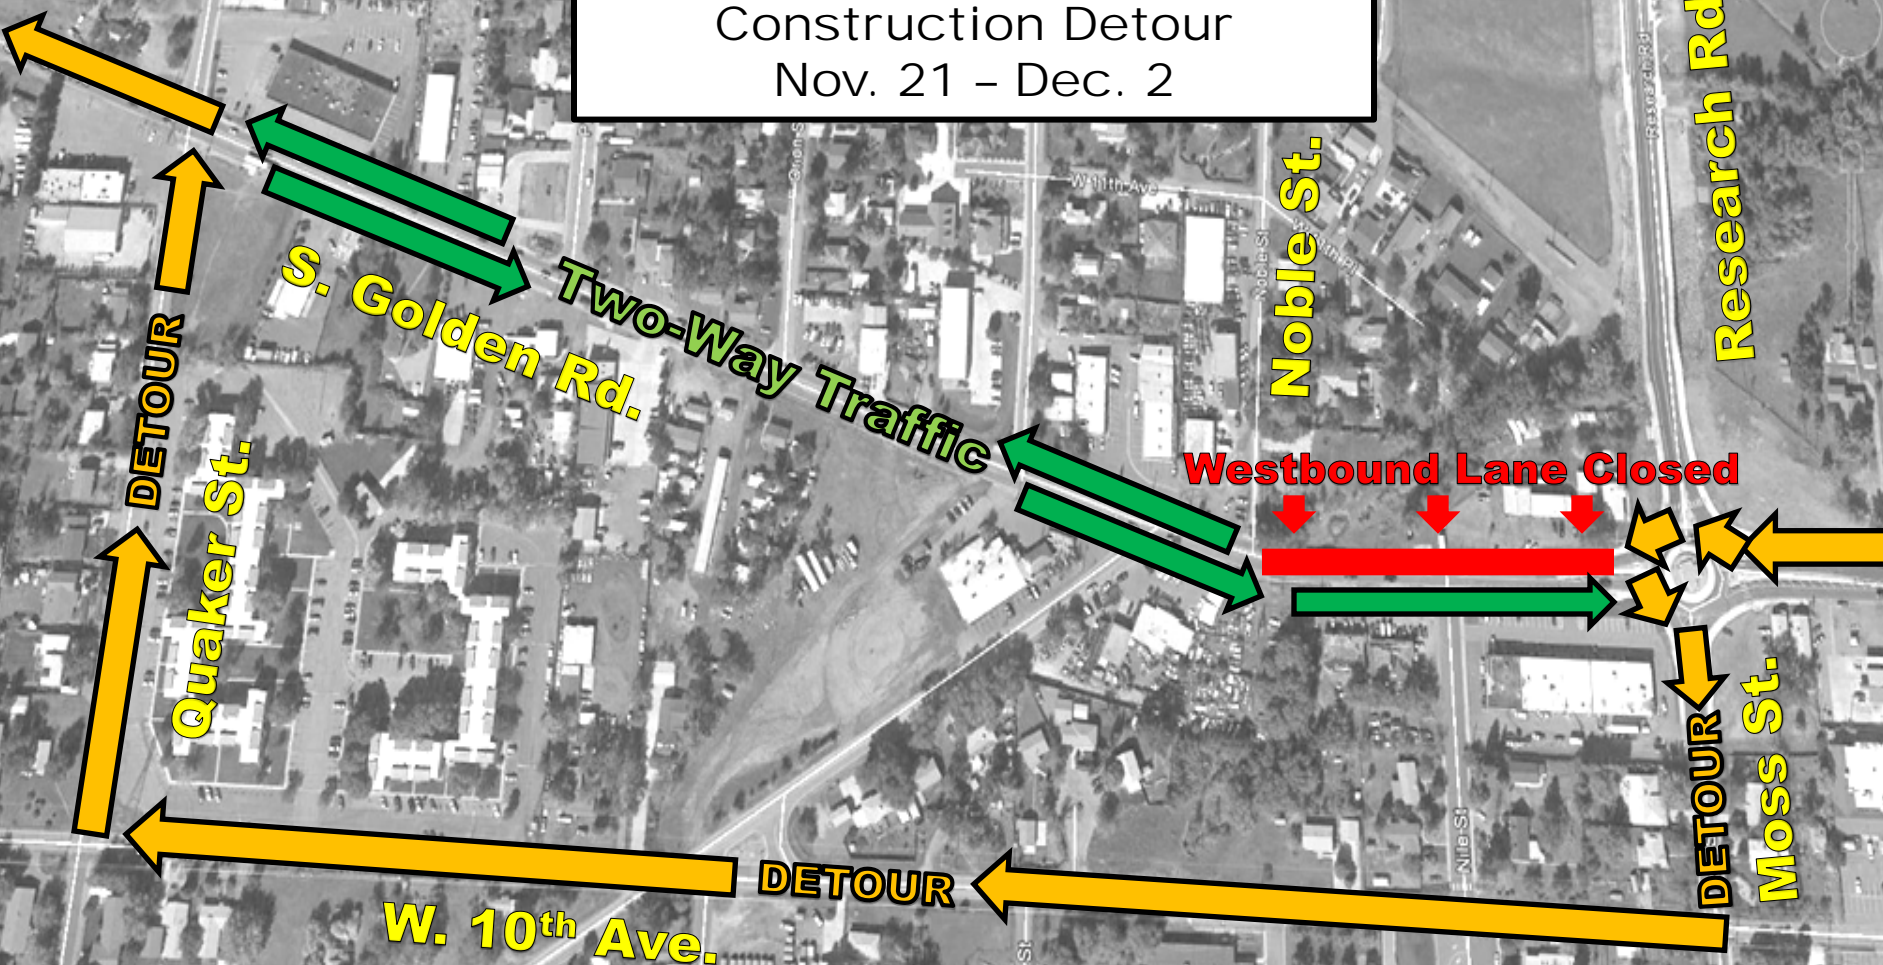 Construction Detour
Nov. 21 – Dec. 2
Research Rd
Research Rd
Noble St.
W 11th Ave
Noble St
S. Golden Rd.
Two-Way Traffic
DETOUR
Quaker St.
Westbound Lane Closed
DETOUR
Moss St.
Nile St
DETOUR
W. 10th Ave.
St